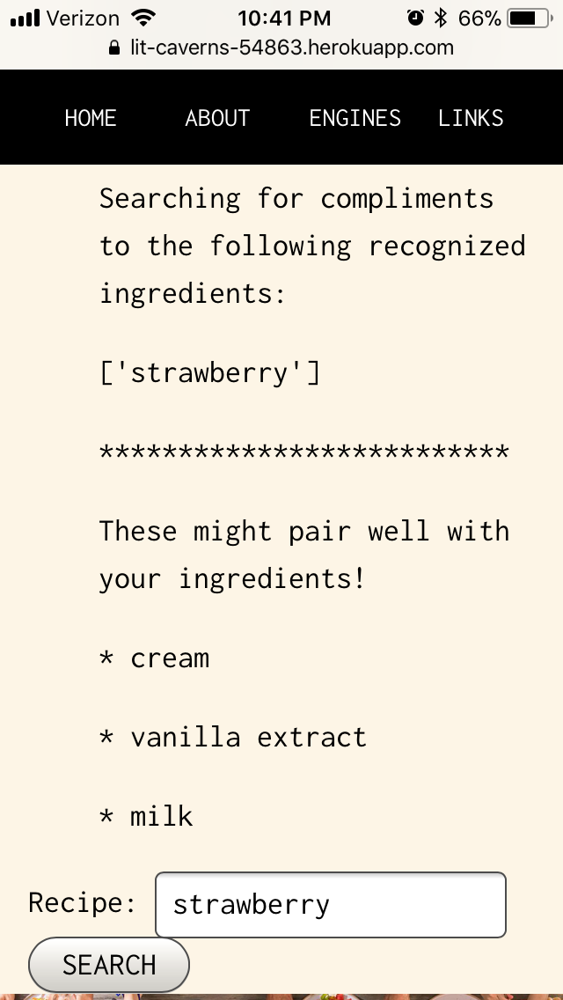 Verizon 10:41 PM 66%
lit-caverns-54863.herokuapp.com
HOME ABOUT ENGINES LINKS
Searching for compliments
to the following recognized
ingredients:
['strawberry']
**************************
These might pair well with
your ingredients!
* cream
* vanilla extract
* milk
Recipe: strawberry
SEARCH